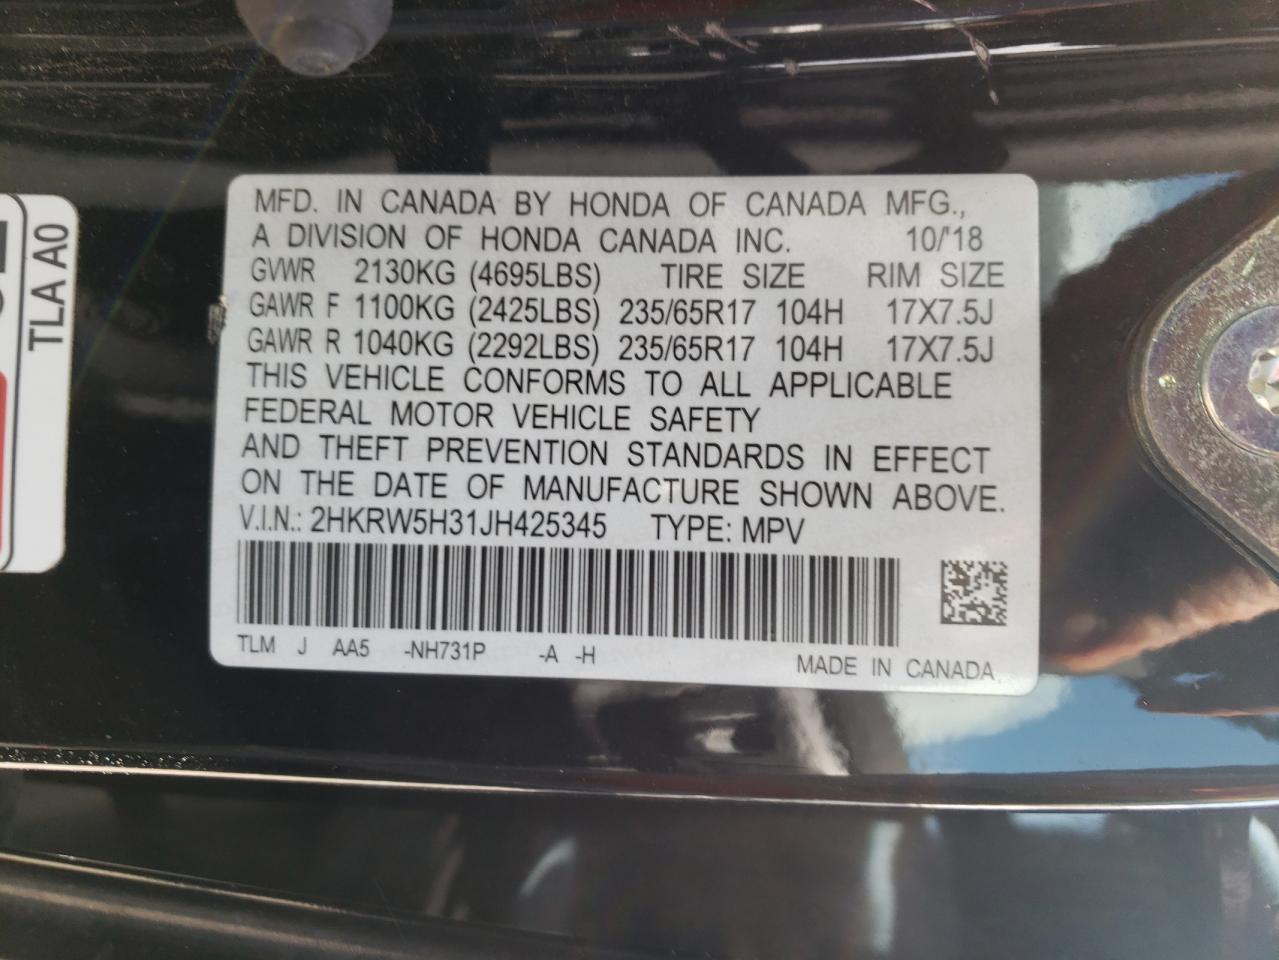 MFD. IN CANADA BY HONDA OF CANADA MFG.,
A DIVISION OF HONDA CANADA INC. 10/'18
GVWR 2130KG (4695LBS) TIRE SIZE RIM SIZE
GAWR F 1100KG (2425LBS) 235/65R17 104H 17X7.5J
GAWR R 1040KG (2292LBS) 235/65R17 104H 17X7.5J
THIS VEHICLE CONFORMS TO ALL APPLICABLE
FEDERAL MOTOR VEHICLE SAFETY
AND THEFT PREVENTION STANDARDS IN EFFECT
ON THE DATE OF MANUFACTURE SHOWN ABOVE.
V.I.N.: 2HKRW5H31JH425345 TYPE: MPV
TLM J AA5 -NH731P -A -H
MADE IN CANADA
TLA A0